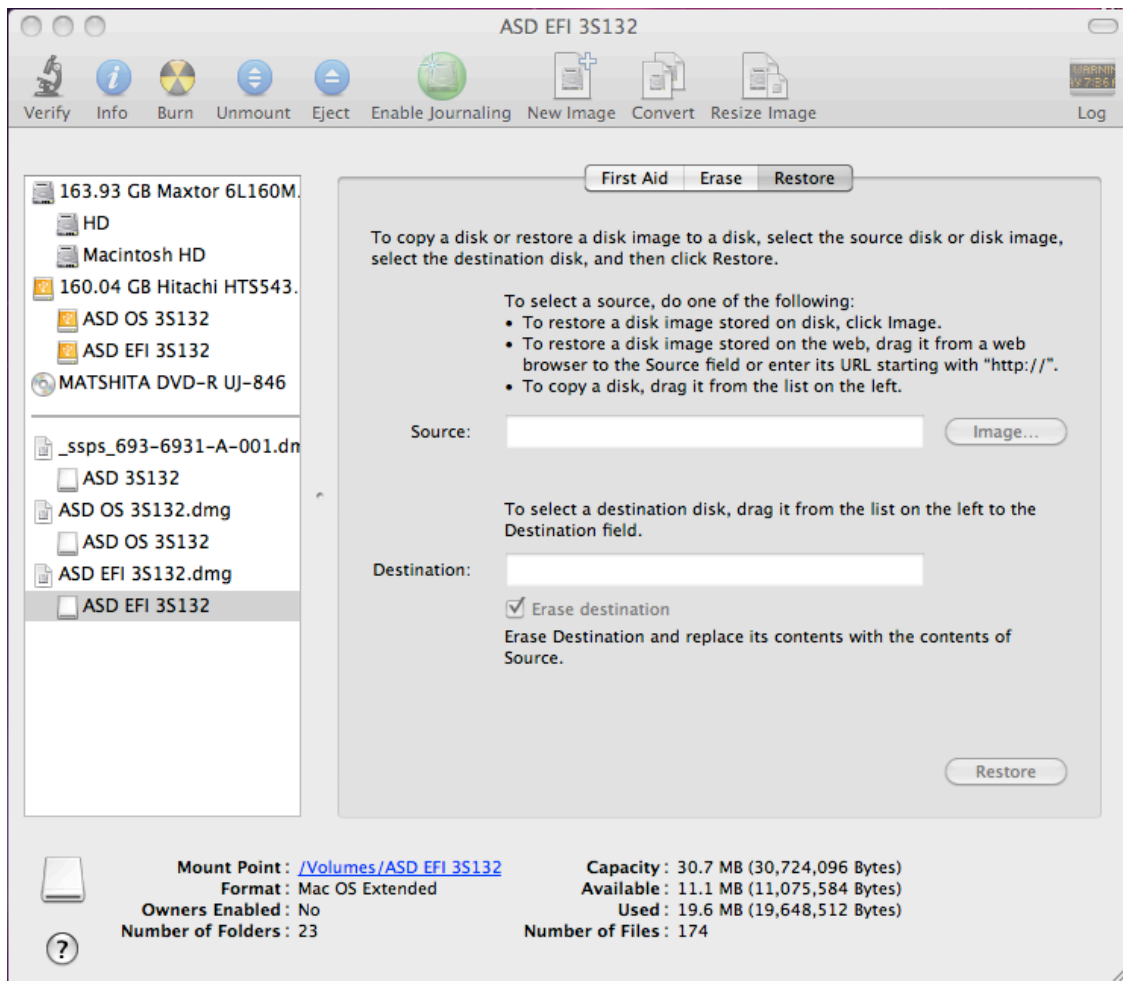 ASD EFI 3S132
Verify Info Burn Unmount Eject Enable Journaling New Image Convert Resize Image Log
163.93 GB Maxtor 6L160M.
HD
Macintosh HD
160.04 GB Hitachi HTS543.
ASD OS 3S132
ASD EFI 3S132
MATSHITA DVD-R UJ-846
_ssps_693-6931-A-001.dm
ASD 3S132
ASD OS 3S132.dmg
ASD OS 3S132
ASD EFI 3S132.dmg
ASD EFI 3S132
First Aid Erase Restore
To copy a disk or restore a disk image to a disk, select the source disk or disk image,
select the destination disk, and then click Restore.
To select a source, do one of the following:
• To restore a disk image stored on disk, click Image.
• To restore a disk image stored on the web, drag it from a web
browser to the Source field or enter its URL starting with “http://”.
• To copy a disk, drag it from the list on the left.
Source: Image...
To select a destination disk, drag it from the list on the left to the
Destination field.
Destination:
Erase destination
Erase Destination and replace its contents with the contents of
Source.
Restore
Mount Point : /Volumes/ASD EFI 3S132
Format : Mac OS Extended
Owners Enabled : No
Number of Folders : 23
Capacity : 30.7 MB (30,724,096 Bytes)
Available : 11.1 MB (11,075,584 Bytes)
Used : 19.6 MB (19,648,512 Bytes)
Number of Files : 174
?